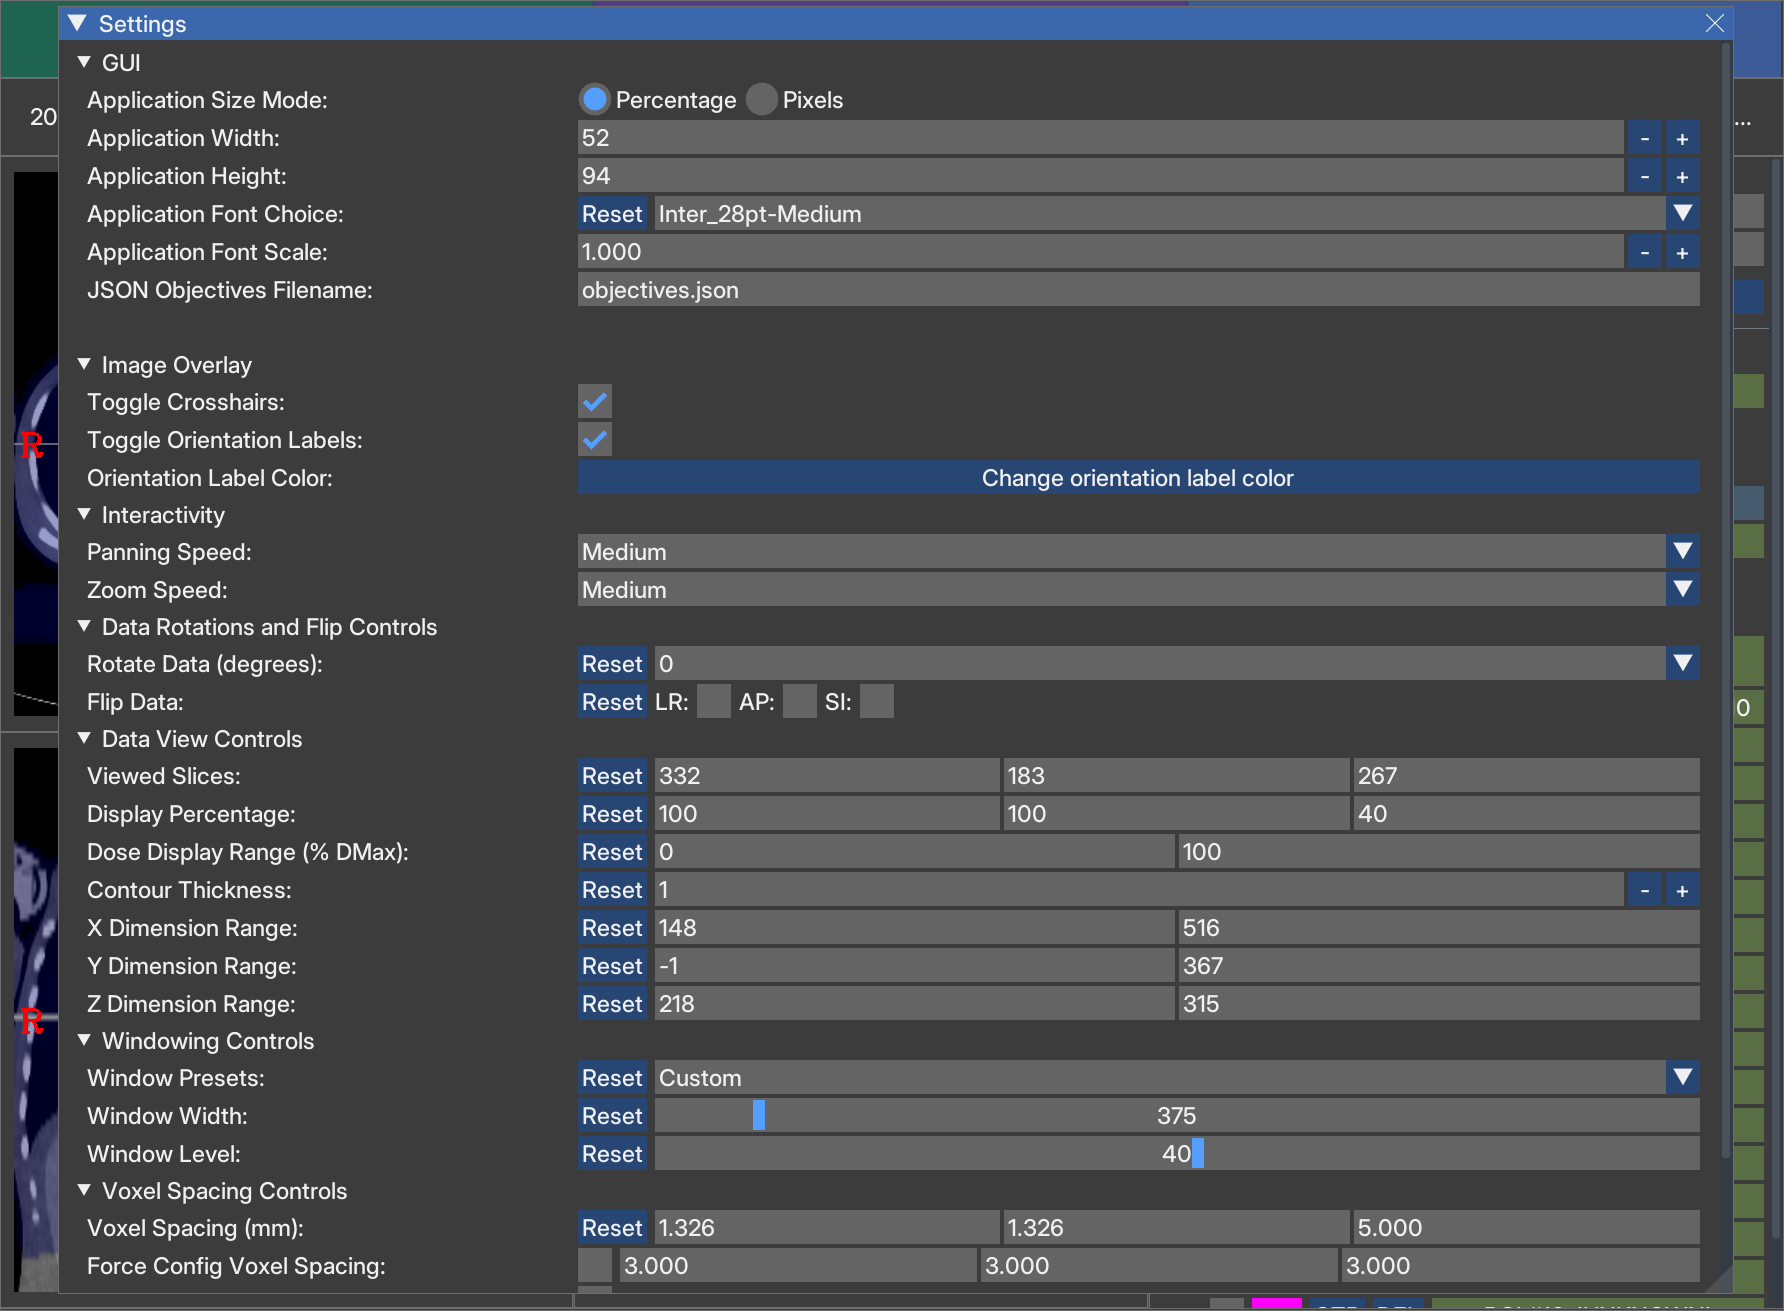 Settings
GUI
Application Size Mode: Percentage Pixels
20
...
Application Width: 52 - +
Application Height: 94 - +
Application Font Choice: Reset Inter_28pt-Medium
Application Font Scale: 1.000 - +
JSON Objectives Filename: objectives.json
Image Overlay
Toggle Crosshairs:
Toggle Orientation Labels:
R
Orientation Label Color: Change orientation label color
Interactivity
Panning Speed: Medium
Zoom Speed: Medium
Data Rotations and Flip Controls
Rotate Data (degrees): Reset 0
Flip Data: Reset LR: AP: SI:
0
Data View Controls
Viewed Slices: Reset 332 183 267
Display Percentage: Reset 100 100 40
Dose Display Range (% DMax): Reset 0 100
Contour Thickness: Reset 1 - +
X Dimension Range: Reset 148 516
Y Dimension Range: Reset -1 367
Z Dimension Range: Reset 218 315
R
Windowing Controls
Window Presets: Reset Custom
Window Width: Reset 375
Window Level: Reset 40
Voxel Spacing Controls
Voxel Spacing (mm): Reset 1.326 1.326 5.000
Force Config Voxel Spacing: 3.000 3.000 3.000